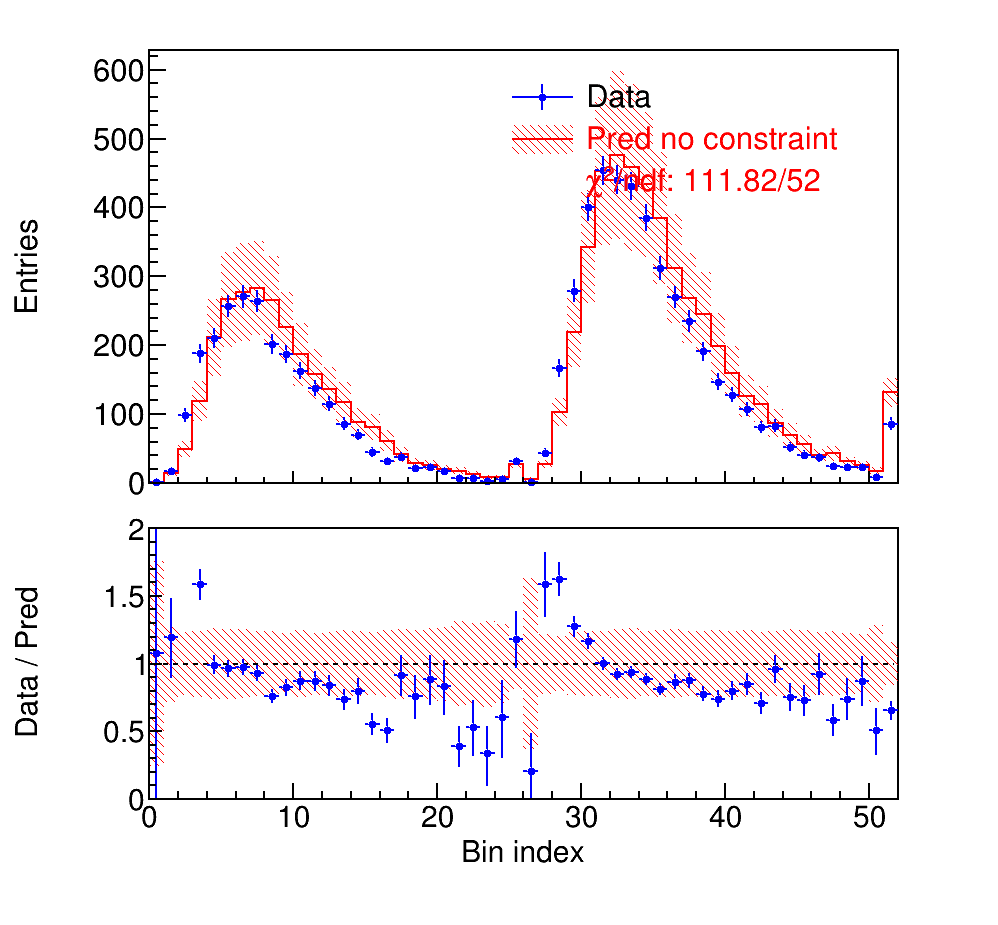 600
500
400
300
200
100
0
Entries
Data
Pred no constraint
χ²/ndf: 111.82/52
2
1.5
1
0.5
0
Data / Pred
0 10 20 30 40 50
Bin index